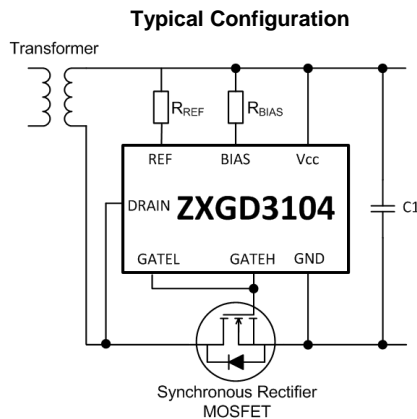 Typical Configuration
Transformer
RREF
RBIAS
REF
BIAS
Vcc
DRAIN
ZXGD3104
C1
GATEL
GATEH
GND
Synchronous Rectifier
MOSFET